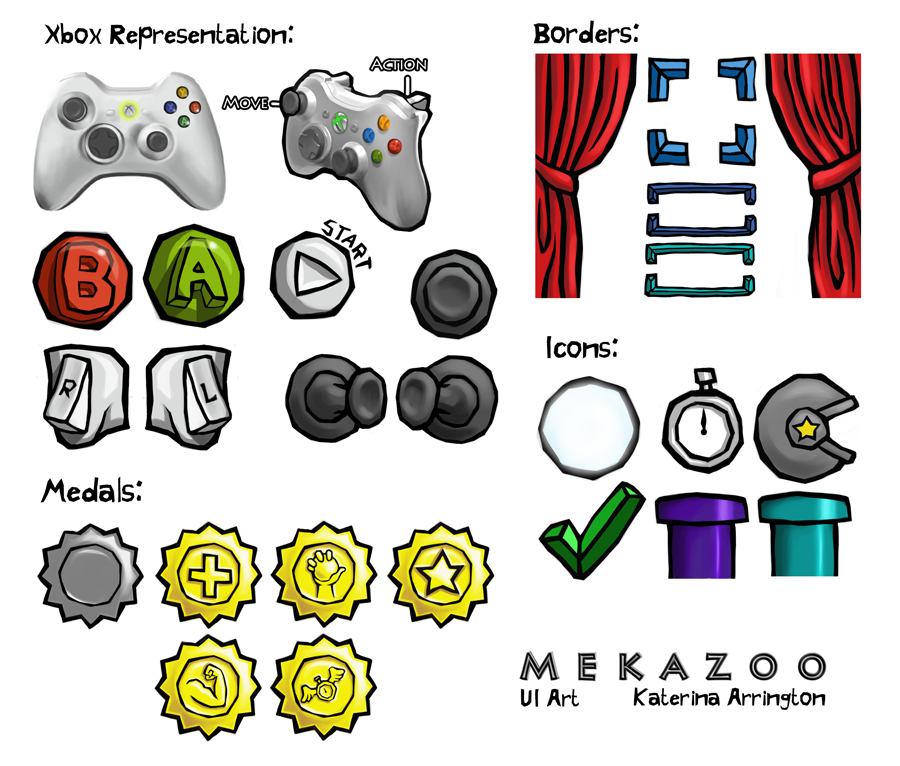 Xbox Representation:
Action
Move
B
A
START
R
L
Medals:
Borders:
Icons:
MEKAZOO
UI Art Katerina Arrington